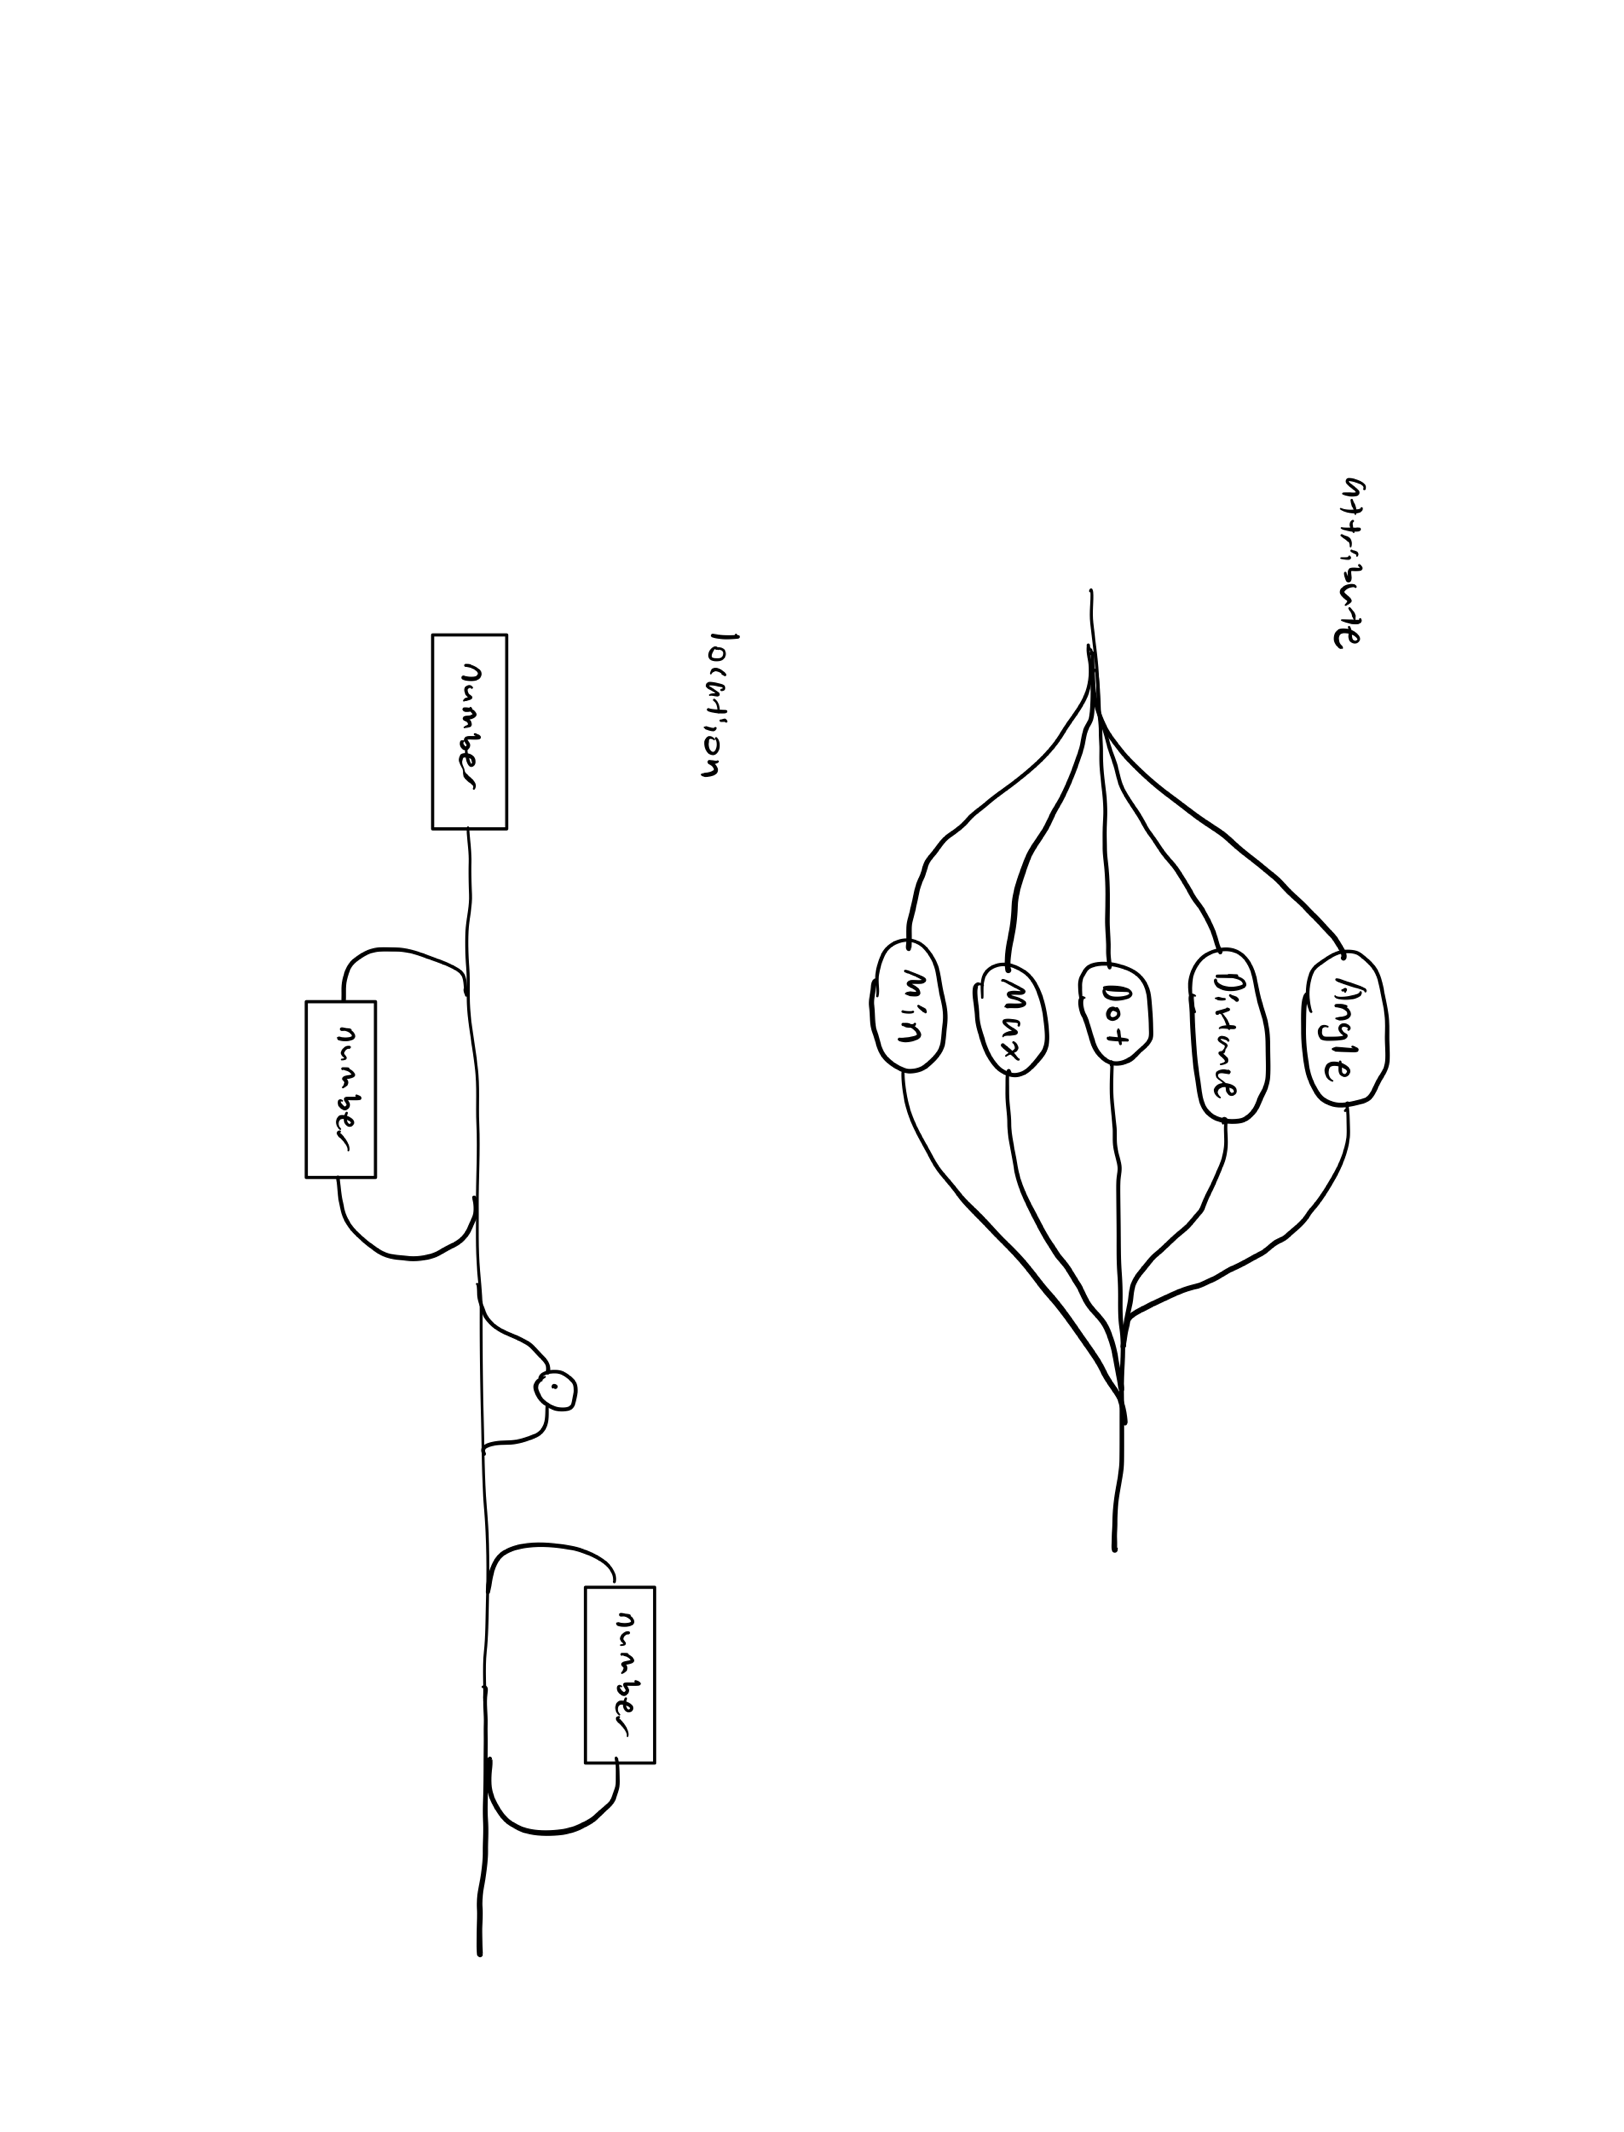 attribute
Angle
Distance
Dot
Max
Min
location
number
.
number
number